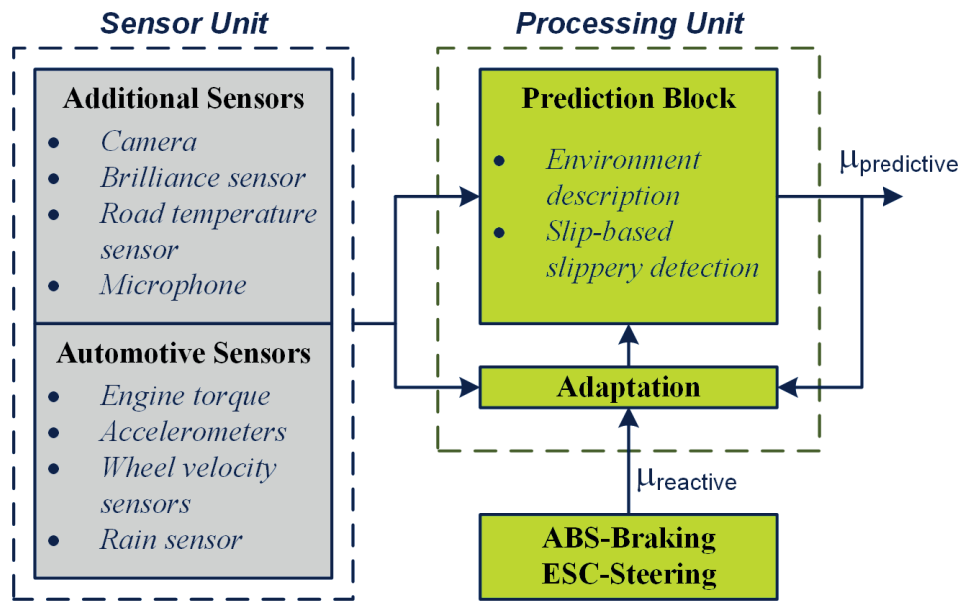 Sensor Unit
Additional Sensors
• Camera
• Brilliance sensor
• Road temperature
sensor
• Microphone
Automotive Sensors
• Engine torque
• Accelerometers
• Wheel velocity
sensors
• Rain sensor
Processing Unit
Prediction Block
• Environment
description
• Slip-based
slippery detection
μpredictive
Adaptation
μreactive
ABS-Braking
ESC-Steering